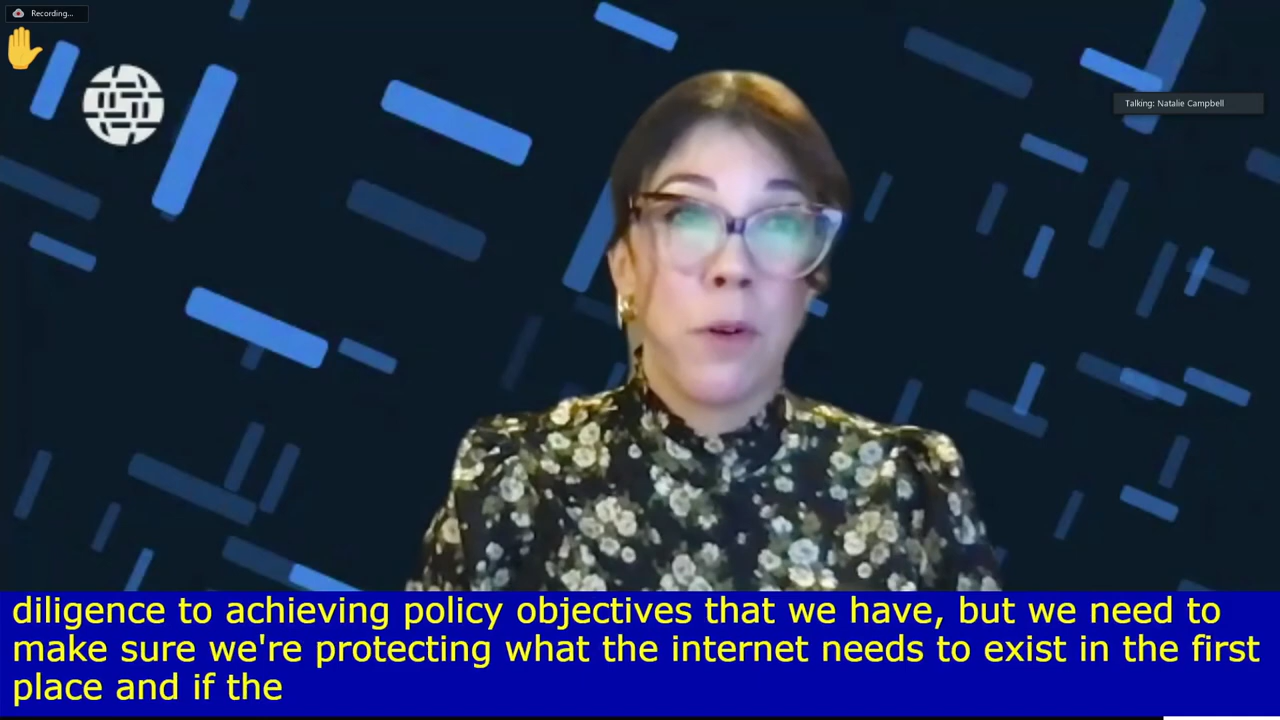 Recording...
Talking: Natalie Campbell
diligence to achieving policy objectives that we have, but we need to
make sure we're protecting what the internet needs to exist in the first
place and if the